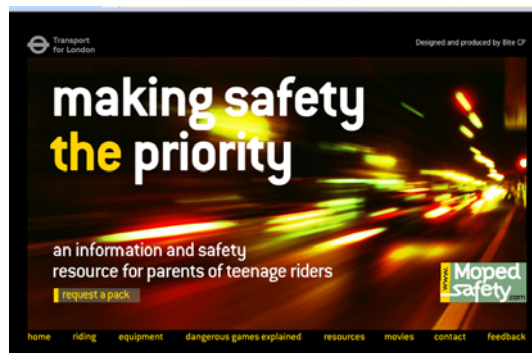 Transport
for London
Designed and produced by Bite CP
making safety
the priority
an information and safety
resource for parents of teenage riders
request a pack
www.
Moped
safety
.com
home riding equipment dangerous games explained resources movies contact feedback